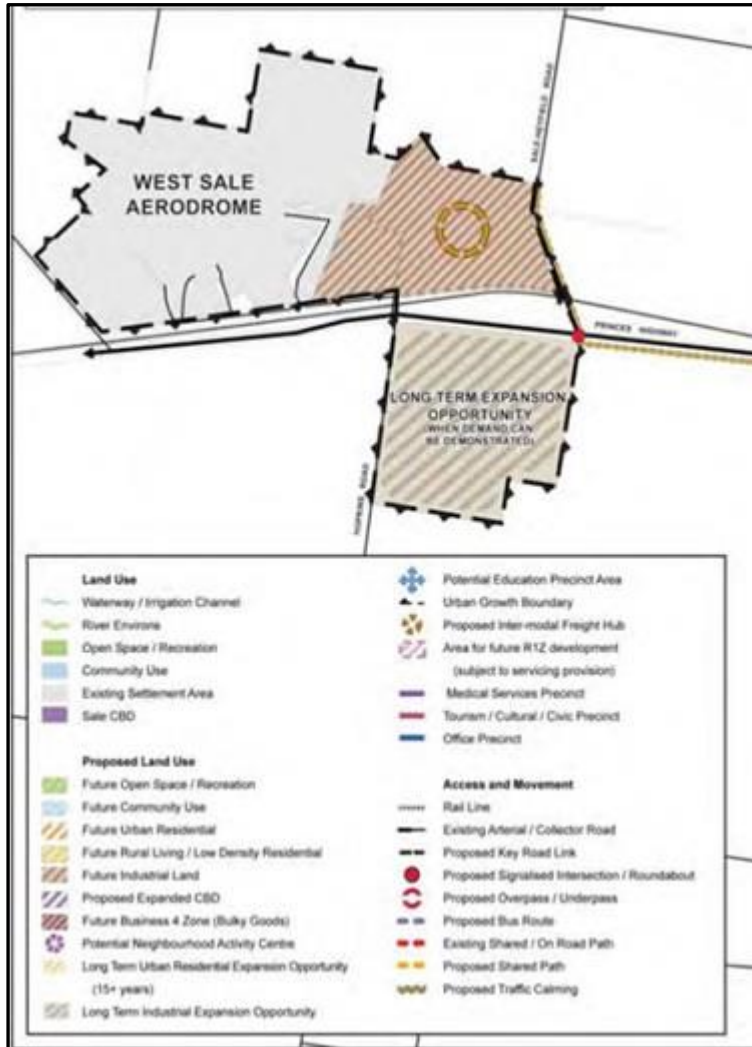 SALE-HEYFIELD ROAD
WEST SALE
AERODROME
PRINCES HIGHWAY
LONG TERM EXPANSION
OPPORTUNITY
(WHEN DEMAND CAN
BE DEMONSTRATED)
HOPKINS ROAD
Land Use
Waterway / Irrigation Channel
River Environs
Open Space / Recreation
Community Use
Existing Settlement Area
Sale CBD
Proposed Land Use
Future Open Space / Recreation
Future Community Use
Future Urban Residential
Future Rural Living / Low Density Residential
Future Industrial Land
Proposed Expanded CBD
Future Business 4 Zone (Bulky Goods)
Potential Neighbourhood Activity Centre
Long Term Urban Residential Expansion Opportunity
(15+ years)
Long Term Industrial Expansion Opportunity
Potential Education Precinct Area
Urban Growth Boundary
Proposed Inter-modal Freight Hub
Area for future R1Z development
(subject to servicing provision)
Medical Services Precinct
Tourism / Cultural / Civic Precinct
Office Precinct
Access and Movement
Rail Line
Existing Arterial / Collector Road
Proposed Key Road Link
Proposed Signalised Intersection / Roundabout
Proposed Overpass / Underpass
Proposed Bus Route
Existing Shared / On Road Path
Proposed Shared Path
Proposed Traffic Calming